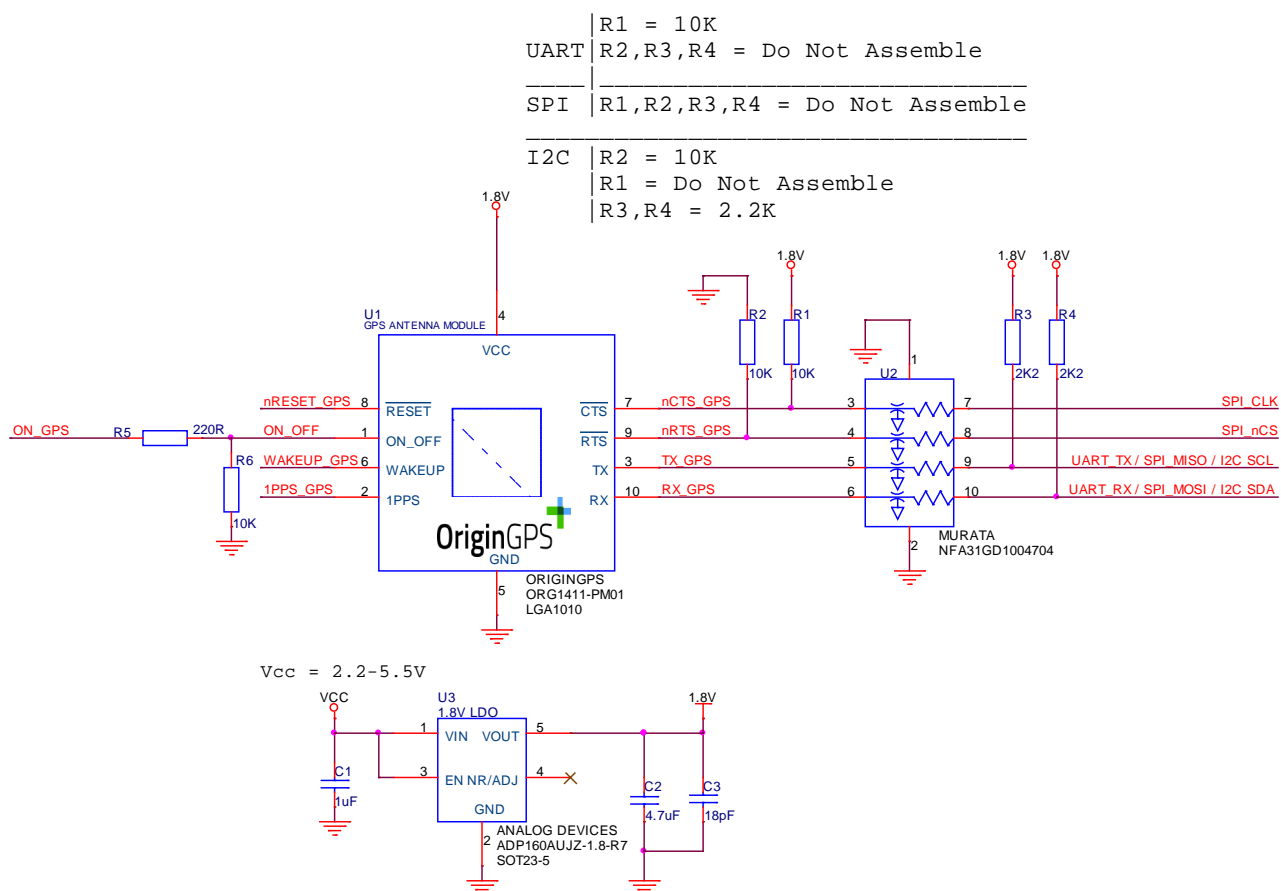 |R1 = 10K
UART|R2,R3,R4 = Do Not Assemble
____|_____________________________
SPI |R1,R2,R3,R4 = Do Not Assemble
__________________________________
I2C |R2 = 10K
|R1 = Do Not Assemble
|R3,R4 = 2.2K
1.8V
1.8V
1.8V
1.8V
U1
GPS ANTENNA MODULE
4
VCC
R2
R1
10K
10K
R3
R4
2K2
2K2
U2
1
nRESET_GPS
8
RESET
CTS
7
nCTS_GPS
3
7
SPI_CLK
ON_GPS
R5
220R
ON_OFF
1
ON_OFF
RTS
9
nRTS_GPS
4
8
SPI_nCS
R6
10K
WAKEUP_GPS
6
WAKEUP
TX
3
TX_GPS
5
9
UART_TX / SPI_MISO / I2C SCL
1PPS_GPS
2
1PPS
RX
10
RX_GPS
6
10
UART_RX / SPI_MOSI / I2C SDA
OriginGPS
GND
5
ORIGINGPS
ORG1411-PM01
LGA1010
2
MURATA
NFA31GD1004704
Vcc = 2.2-5.5V
VCC
U3
1.8V LDO
1.8V
1
VIN
VOUT
5
3
EN
NR/ADJ
4
GND
2
C1
1uF
C2
4.7uF
C3
18pF
ANALOG DEVICES
ADP160AUJZ-1.8-R7
SOT23-5